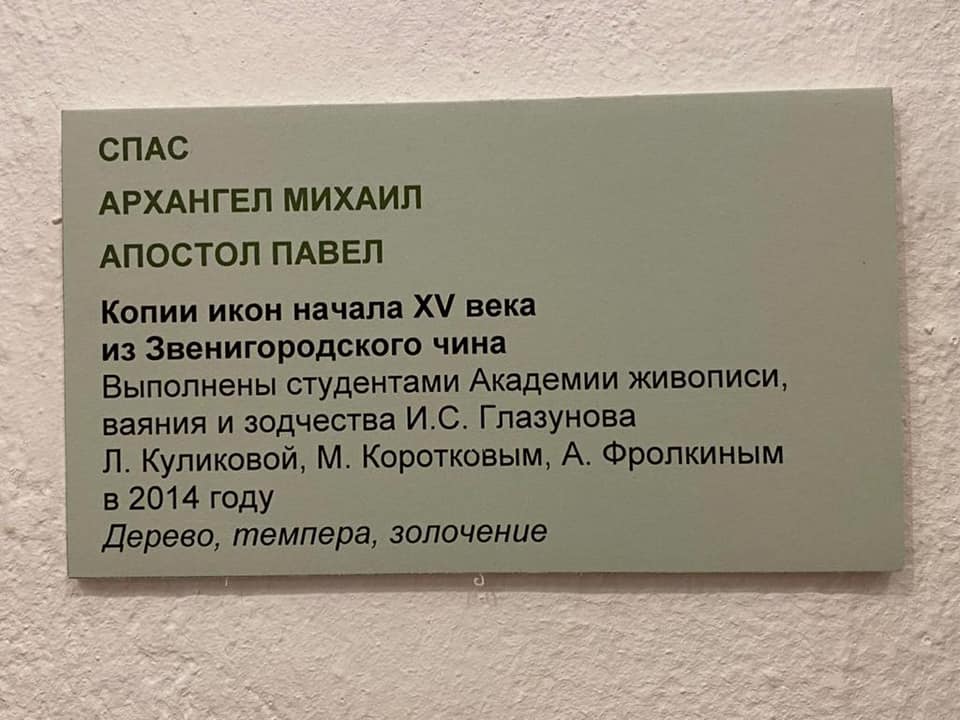 СПАС
АРХАНГЕЛ МИХАИЛ
АПОСТОЛ ПАВЕЛ
Копии икон начала XV века
из Звенигородского чина
Выполнены студентами Академии живописи,
ваяния и зодчества И.С. Глазунова
Л. Куликовой, М. Коротковым, А. Фролкиным
в 2014 году
Дерево, темпера, золочение